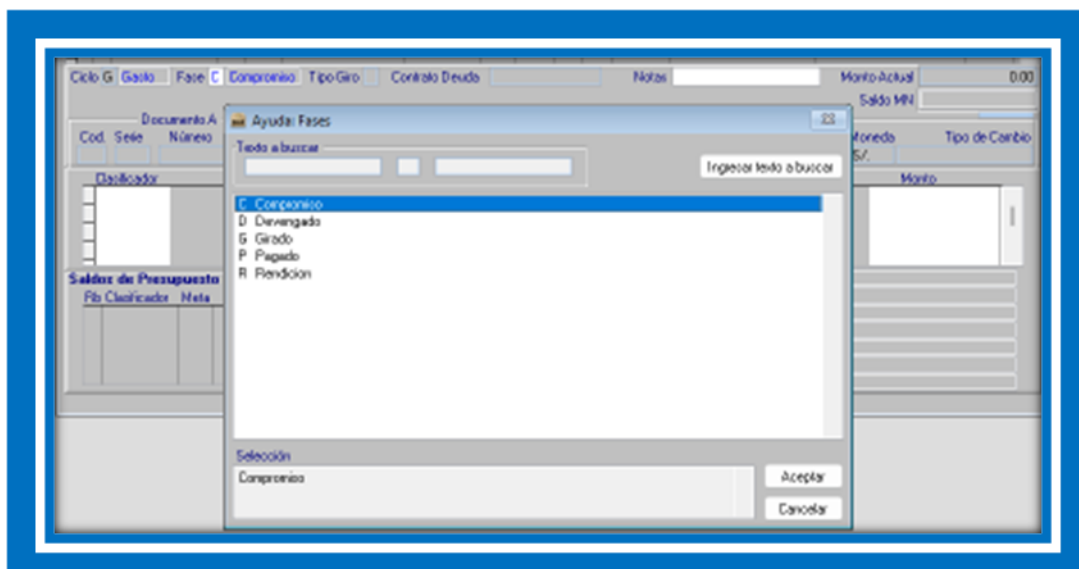 Ciclo G Gasto Fase C Compromiso Tipo Giro Contrato Deuda Notas Monto Actual 0.00
Saldo MN
Documento A
Cod. Serie Número Moneda Tipo de Cambio
S/.
Clasificador Monto
Saldos de Presupuesto
Rb Clasificador Meta
Ayuda: Fases
Texto a buscar
Ingresar texto a buscar
C Compromiso
D Devengado
G Girado
P Pagado
R Rendicion
Selección
Compromiso
Aceptar
Cancelar